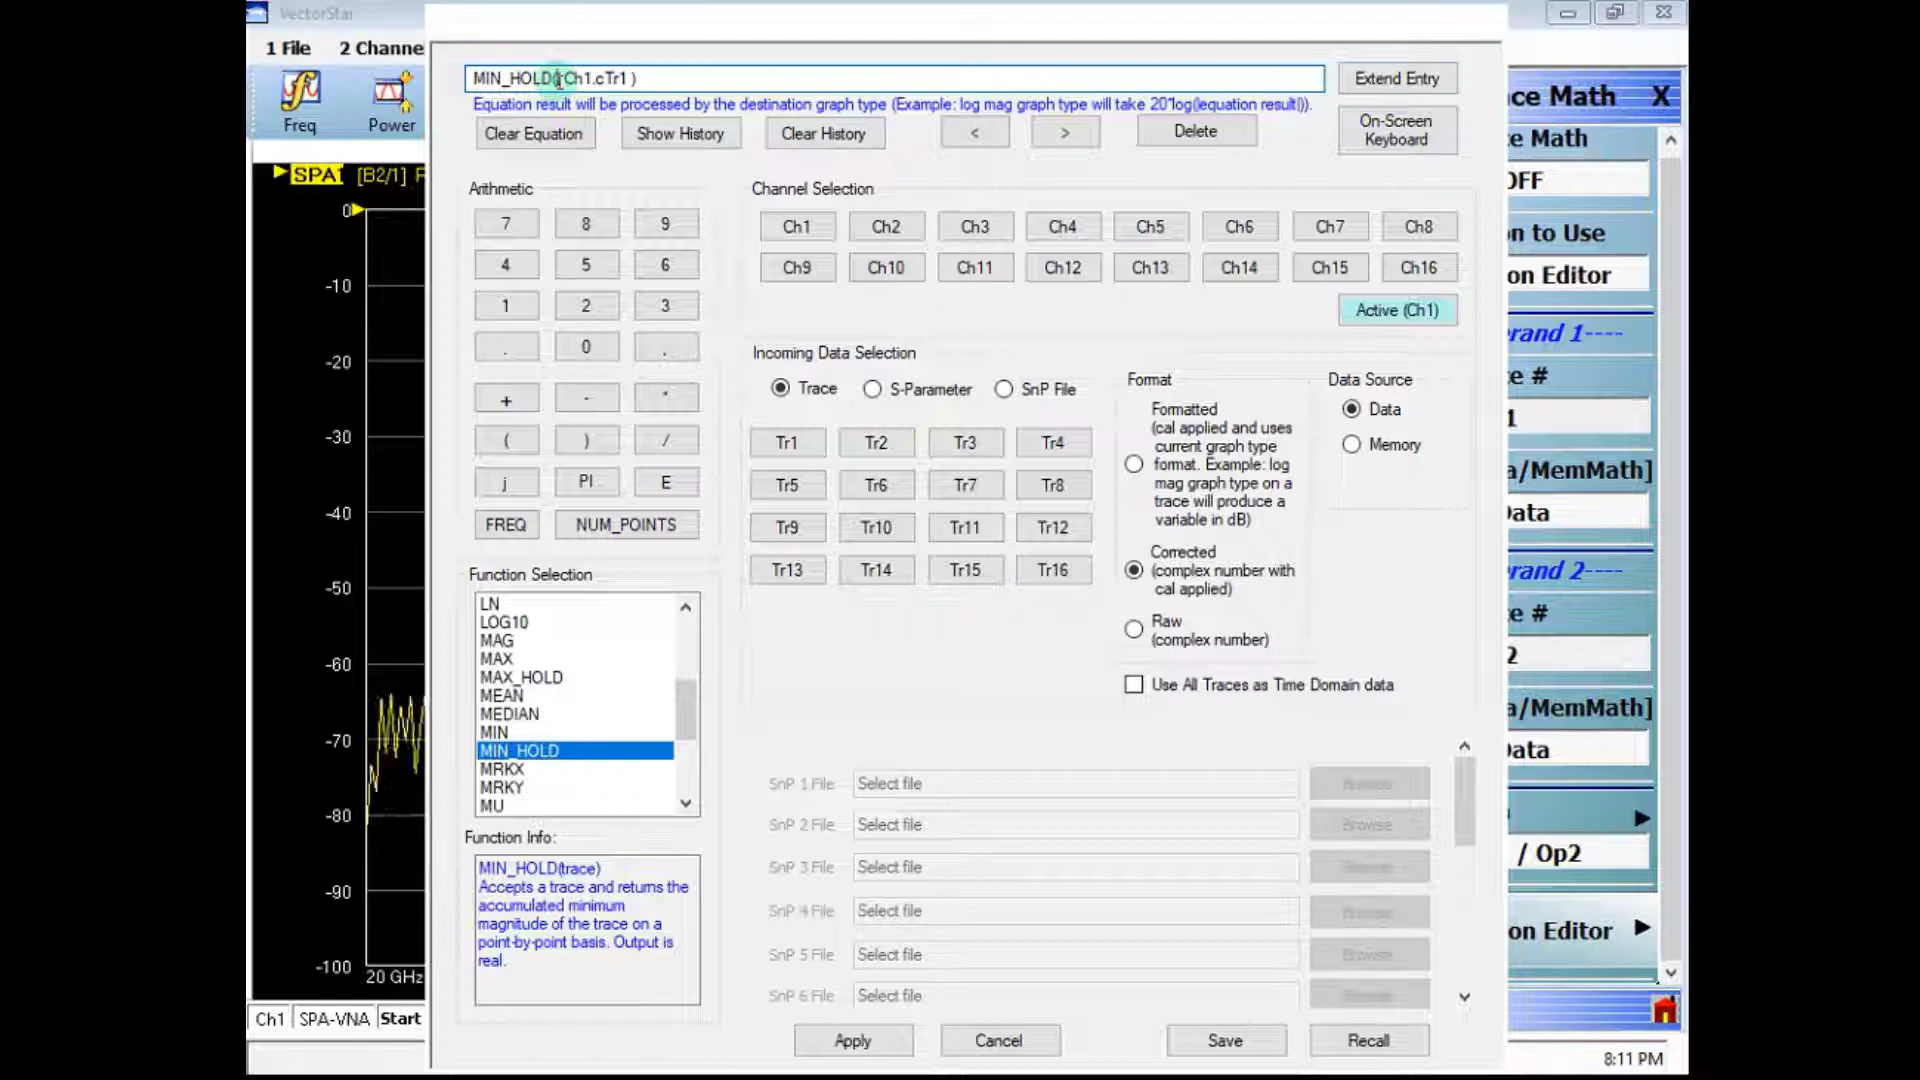 VectorStar
1 File 2 Channe
Freq
Power
SPA1 [B2/1]
0
-10
-20
-30
-40
-50
-60
-70
-80
-90
-100
20 GHz
Ch1 SPA-VNA Start
Ch1.cTr1 )
Extend Entry
Equation result will be processed by the destination graph type (Example: log mag graph type will take 20*log(|equation result|)).
Clear Equation
Show History
Clear History
<
>
Delete
On-Screen
Keyboard
Arithmetic
7 8 9
4 5 6
1 2 3
. 0 ,
+ - *
( ) /
j PI E
FREQ NUM_POINTS
Function Selection
LN
LOG10
MAG
MAX
MAX_HOLD
MEAN
MEDIAN
MIN
MIN_HOLD
MRKX
MRKY
MU
Function Info:
MIN_HOLD(trace)
Accepts a trace and returns the
accumulated minimum
magnitude of the trace on a
point-by-point basis. Output is
real.
Channel Selection
Ch1 Ch2 Ch3 Ch4 Ch5 Ch6 Ch7 Ch8
Ch9 Ch10 Ch11 Ch12 Ch13 Ch14 Ch15 Ch16
Active (Ch1)
Incoming Data Selection
Trace S-Parameter SnP File
Tr1 Tr2 Tr3 Tr4
Tr5 Tr6 Tr7 Tr8
Tr9 Tr10 Tr11 Tr12
Tr13 Tr14 Tr15 Tr16
Format
Formatted
(cal applied and uses
current graph type
format. Example: log
mag graph type on a
trace will produce a
variable in dB)
Corrected
(complex number with
cal applied)
Raw
(complex number)
Data Source
Data
Memory
Use All Traces as Time Domain data
SnP 1 File Select file Browse
SnP 2 File Select file Browse
SnP 3 File Select file Browse
SnP 4 File Select file Browse
SnP 5 File Select file Browse
SnP 6 File Select file Browse
Apply
Cancel
Save
Recall
ce Math X
e Math
OFF
on to Use
on Editor
rand 1----
e #
1
a/MemMath]
Data
rand 2----
e #
2
a/MemMath]
Data
/ Op2
on Editor
8:11 PM